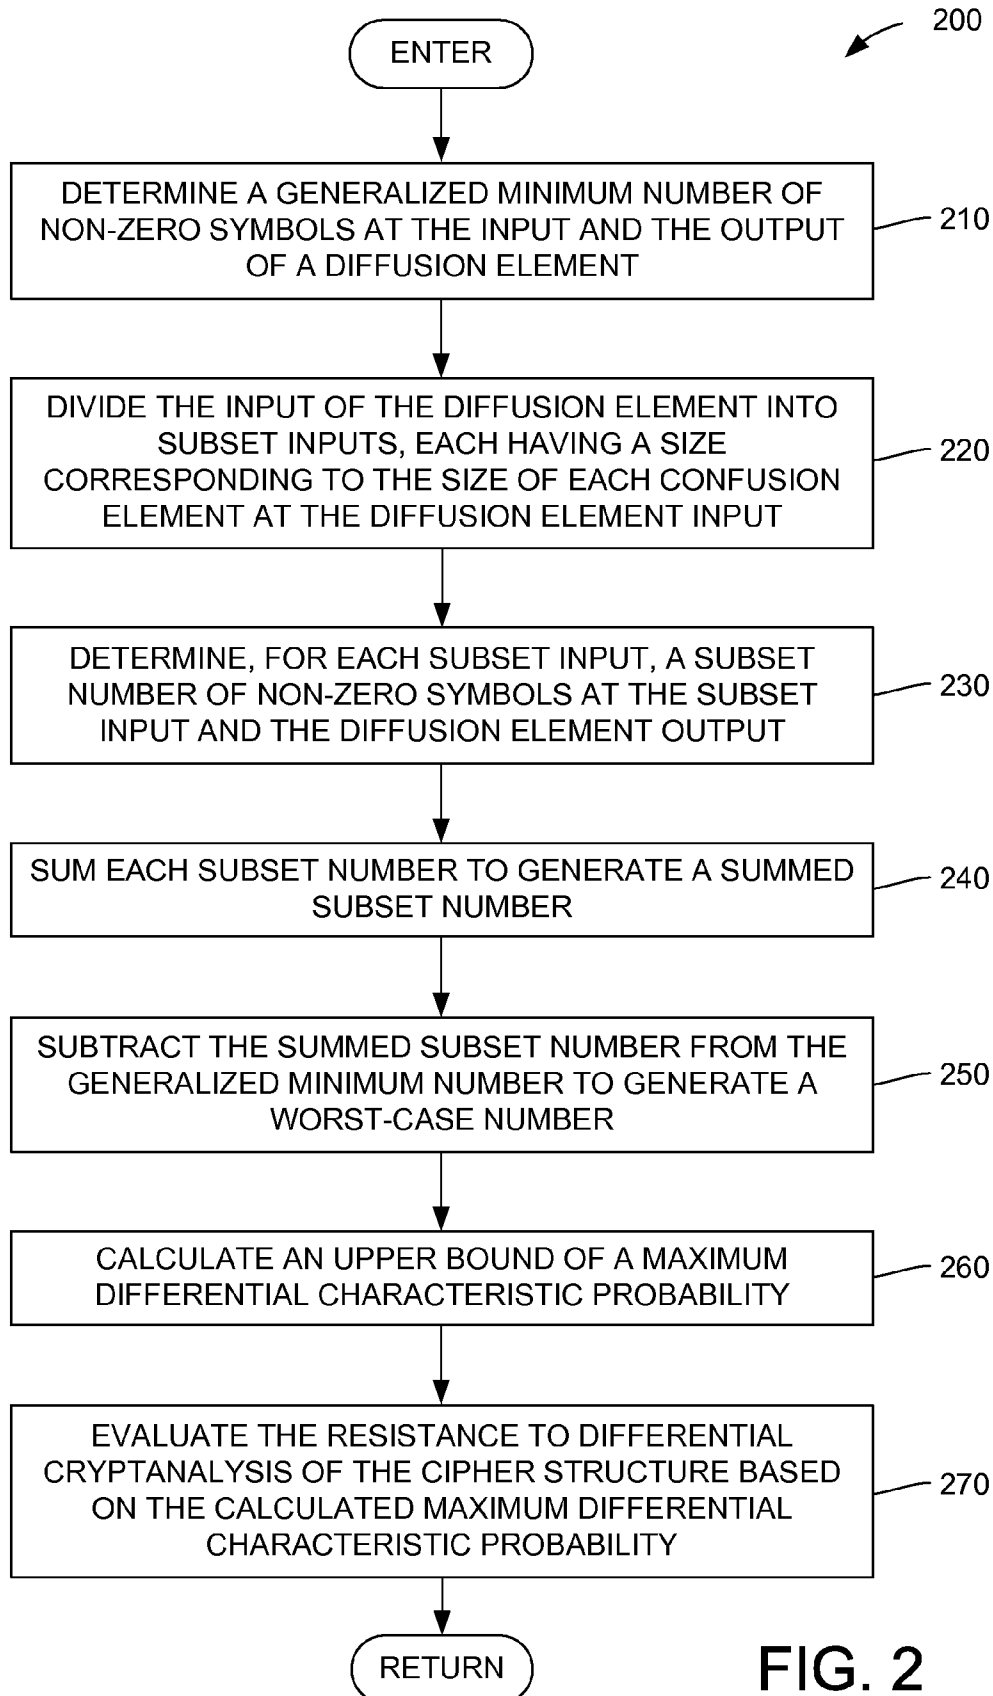 200
ENTER
DETERMINE A GENERALIZED MINIMUM NUMBER OF
NON-ZERO SYMBOLS AT THE INPUT AND THE OUTPUT
OF A DIFFUSION ELEMENT
210
DIVIDE THE INPUT OF THE DIFFUSION ELEMENT INTO
SUBSET INPUTS, EACH HAVING A SIZE
CORRESPONDING TO THE SIZE OF EACH CONFUSION
ELEMENT AT THE DIFFUSION ELEMENT INPUT
220
DETERMINE, FOR EACH SUBSET INPUT, A SUBSET
NUMBER OF NON-ZERO SYMBOLS AT THE SUBSET
INPUT AND THE DIFFUSION ELEMENT OUTPUT
230
SUM EACH SUBSET NUMBER TO GENERATE A SUMMED
SUBSET NUMBER
240
SUBTRACT THE SUMMED SUBSET NUMBER FROM THE
GENERALIZED MINIMUM NUMBER TO GENERATE A
WORST-CASE NUMBER
250
CALCULATE AN UPPER BOUND OF A MAXIMUM
DIFFERENTIAL CHARACTERISTIC PROBABILITY
260
EVALUATE THE RESISTANCE TO DIFFERENTIAL
CRYPTANALYSIS OF THE CIPHER STRUCTURE BASED
ON THE CALCULATED MAXIMUM DIFFERENTIAL
CHARACTERISTIC PROBABILITY
270
RETURN
FIG. 2